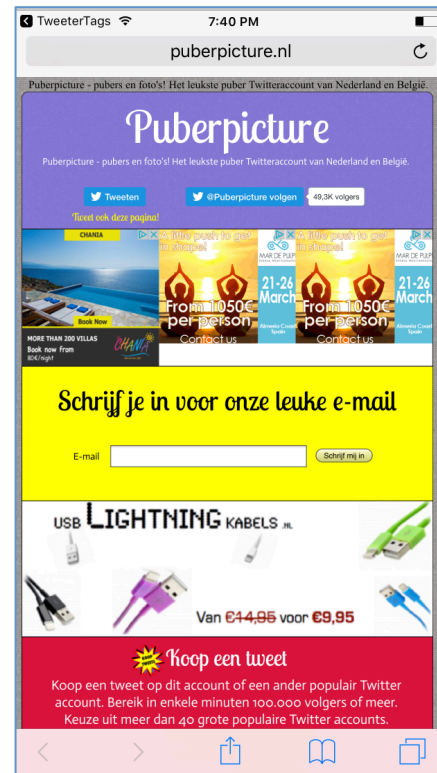 TweeterTags 7:40 PM
puberpicture.nl
Puberpicture - pubers en foto's! Het leukste puber Twitteraccount van Nederland en België.
Puberpicture
Puberpicture - pubers en foto's! Het leukste puber Twitteraccount van Nederland en België.
Tweeten @Puberpicture volgen 49,3K volgers
Tweet ook deze pagina!
CHANIA
Book Now
MORE THAN 200 VILLAS
Book now from
80€/night
CHANIA
A little push to get
in shape!
From 1050€
per person
Contact us
MAR DE PULPI
21-26
March
Almeria Coast
Spain
A little push to get
in shape!
From 1050€
per person
Contact us
MAR DE PULPI
21-26
March
Almeria Coast
Spain
Schrijf je in voor onze leuke e-mail
E-mail Schrijf mij in
USB LIGHTNING KABELS .NL
Van €14,95 voor €9,95
Koop een tweet
Koop een tweet op dit account of een ander populair Twitter
account. Bereik in enkele minuten 100.000 volgers of meer.
Keuze uit meer dan 40 grote populaire Twitter accounts.